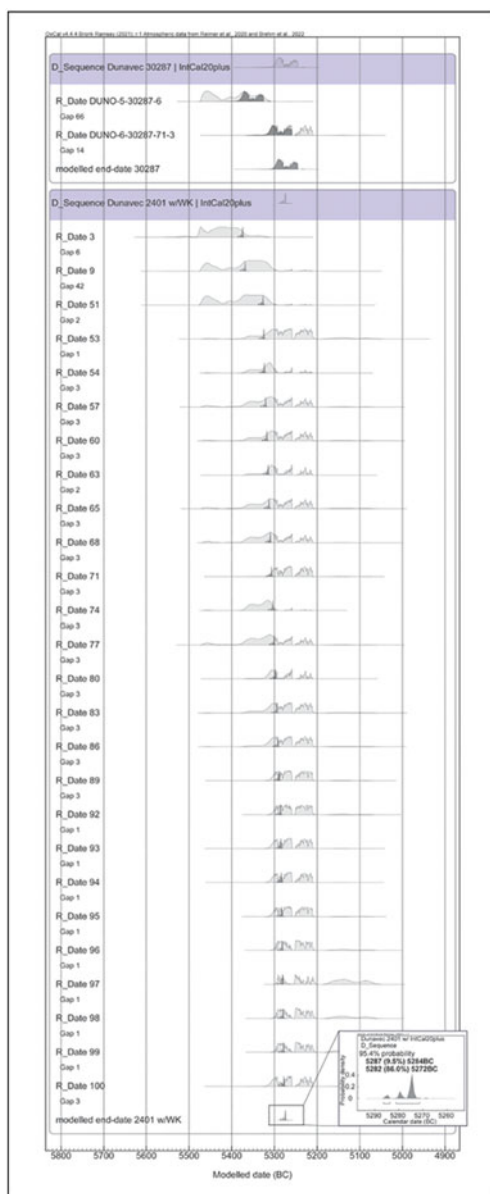 OxCal v4.4.4 Bronk Ramsey (2021); r:1 Atmospheric data from Reimer et al., 2020 and Brehm et al., 2022
D_Sequence Dunavec 30287 | IntCal20plus
R_Date DUNO-5-30287-6
Gap 66
R_Date DUNO-6-30287-71-3
Gap 14
modelled end-date 30287
D_Sequence Dunavec 2401 w/WK | IntCal20plus
R_Date 3
Gap 6
R_Date 9
Gap 42
R_Date 51
Gap 2
R_Date 53
Gap 1
R_Date 54
Gap 3
R_Date 57
Gap 3
R_Date 60
Gap 3
R_Date 63
Gap 2
R_Date 65
Gap 3
R_Date 68
Gap 3
R_Date 71
Gap 3
R_Date 74
Gap 3
R_Date 77
Gap 3
R_Date 80
Gap 3
R_Date 83
Gap 3
R_Date 86
Gap 3
R_Date 89
Gap 3
R_Date 92
Gap 1
R_Date 93
Gap 1
R_Date 94
Gap 1
R_Date 95
Gap 1
R_Date 96
Gap 1
R_Date 97
Gap 1
R_Date 98
Gap 1
R_Date 99
Gap 1
R_Date 100
Gap 3
modelled end-date 2401 w/WK
Dunavec 2401 w/ IntCal20plus
D_Sequence
95.4% probability
5287 (9.5%) 5284BC
5282 (86.0%) 5272BC
Probability density
0.4
0.2
0
5290 5280 5270 5260
Calendar date (BC)
5800 5700 5600 5500 5400 5300 5200 5100 5000 4900
Modelled date (BC)